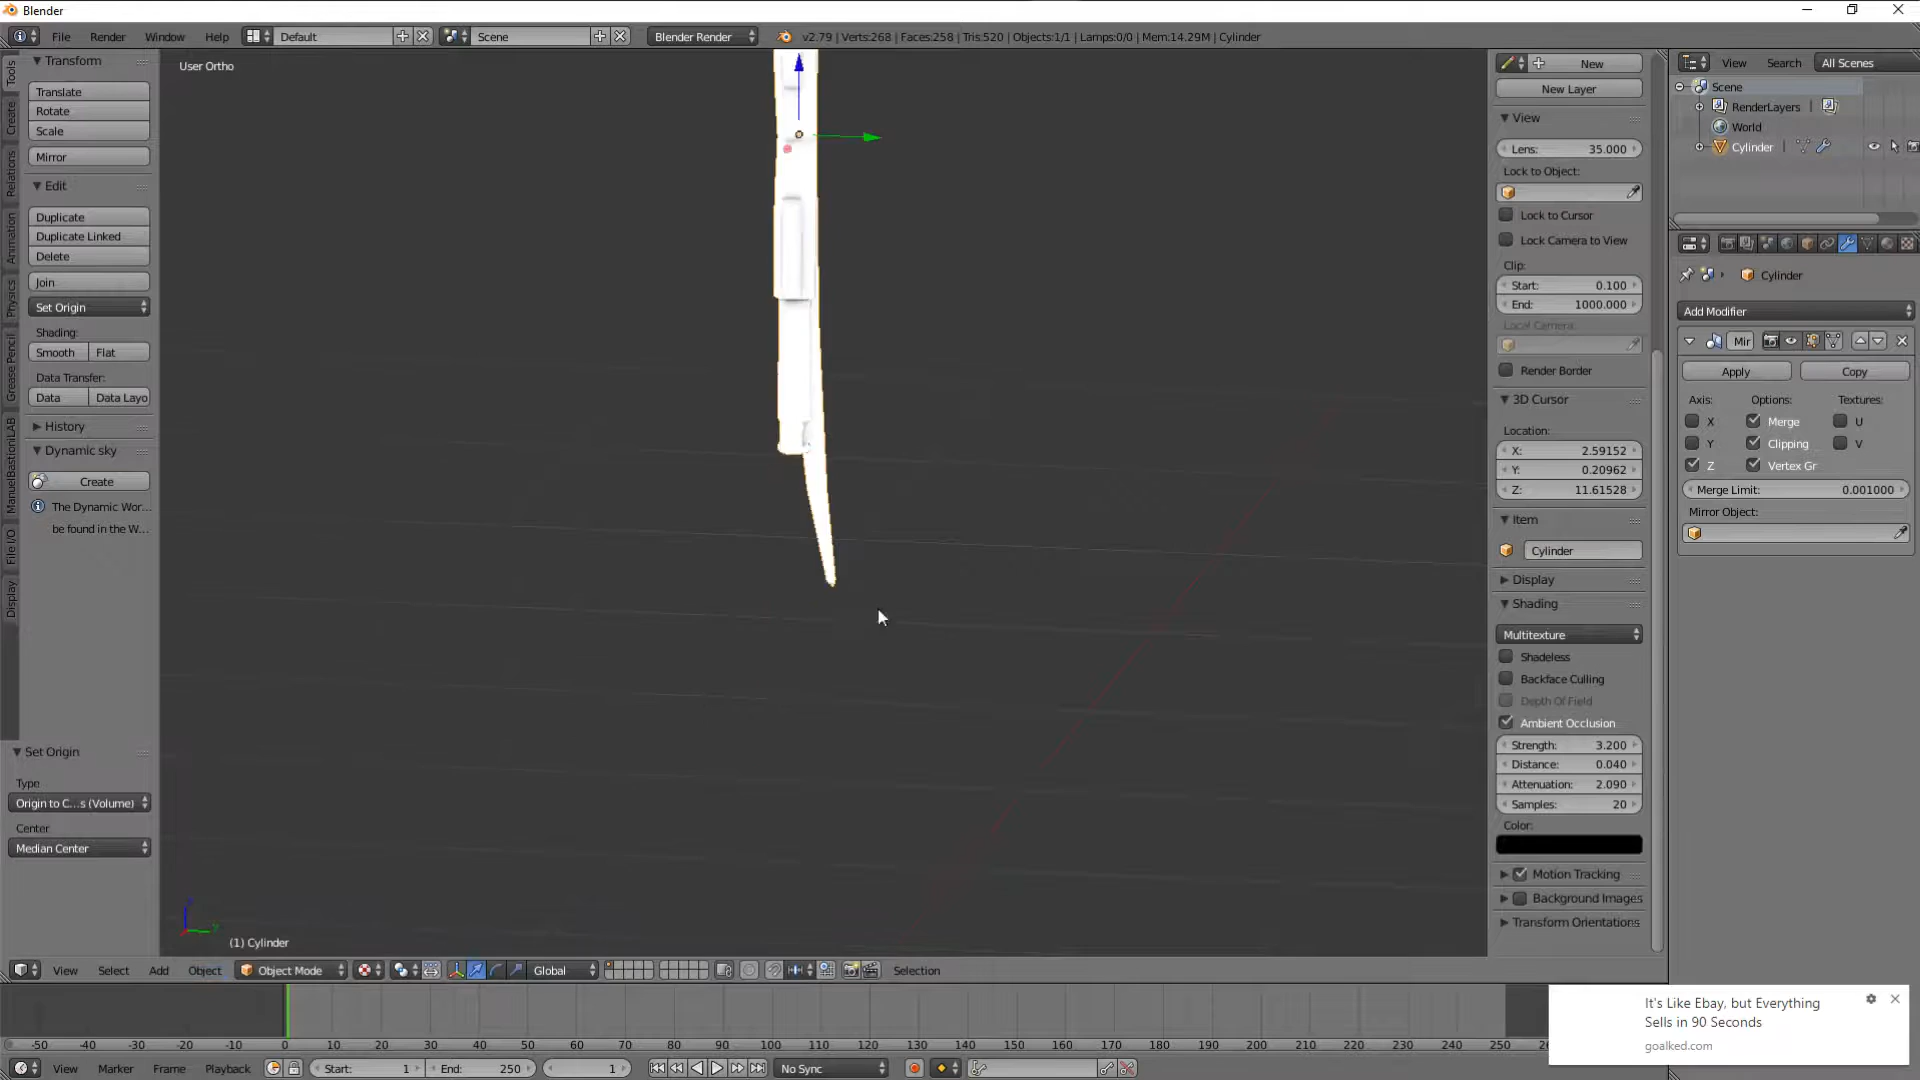 Blender
File Render Window Help Default Scene Blender Render v2.79 | Verts:268 | Faces:258 | Tris:520 | Objects:1/1 | Lamps:0/0 | Mem:14.29M | Cylinder
Tools
Create
Relations
Animation
Physics
Grease Pencil
ManuelBastioniLAB
File I/O
Display
Transform
Translate
Rotate
Scale
Mirror
Edit
Duplicate
Duplicate Linked
Delete
Join
Set Origin
Shading:
Smooth Flat
Data Transfer:
Data Data Layo
History
Dynamic sky
Create
The Dynamic Wor...
be found in the W...
Set Origin
Type
Origin to C...s (Volume)
Center
Median Center
User Ortho
(1) Cylinder
New
New Layer
View
Lens: 35.000
Lock to Object:
Lock to Cursor
Lock Camera to View
Clip:
Start: 0.100
End: 1000.000
Local Camera:
Render Border
3D Cursor
Location:
X: 2.59152
Y: 0.20962
Z: 11.61528
Item
Cylinder
Display
Shading
Multitexture
Shadeless
Backface Culling
Depth Of Field
Ambient Occlusion
Strength: 3.200
Distance: 0.040
Attenuation: 2.090
Samples: 20
Color:
Motion Tracking
Background Images
Transform Orientations
View Search All Scenes
Scene
RenderLayers |
World
Cylinder |
Cylinder
Add Modifier
Mir
Apply Copy
Axis: Options: Textures:
X Merge U
Y Clipping V
Z Vertex Gr
Merge Limit: 0.001000
Mirror Object:
View Select Add Object Object Mode Global Selection
-50 -40 -30 -20 -10 0 10 20 30 40 50 60 70 80 90 100 110 120 130 140 150 160 170 180 190 200 210 220 230 240 250
View Marker Frame Playback Start: 1 End: 250 1 No Sync
It's Like Ebay, but Everything
Sells in 90 Seconds
goalked.com